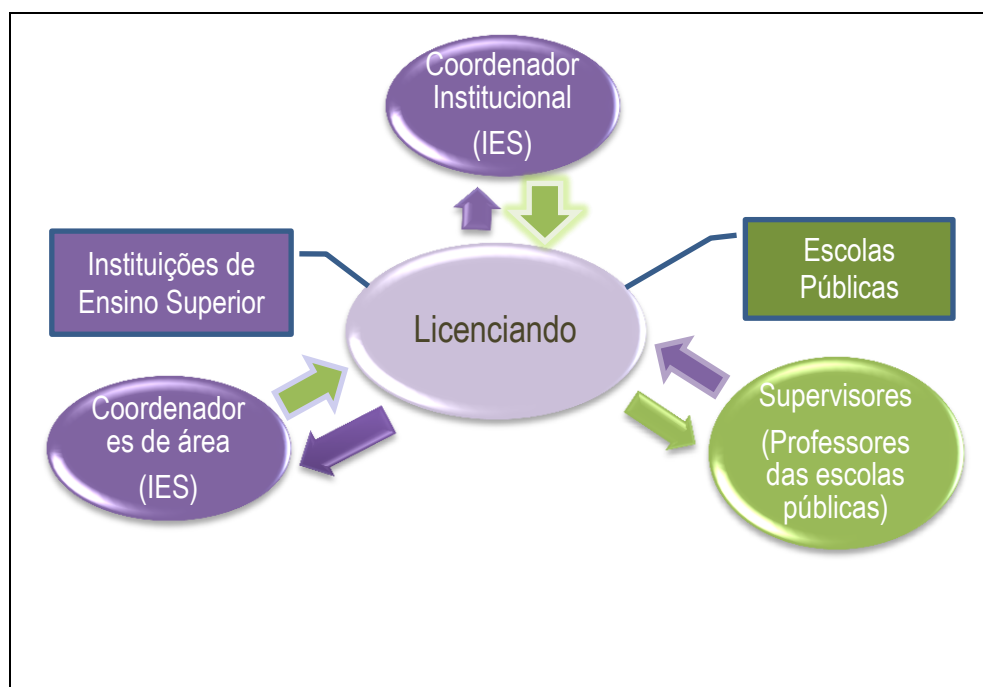 Coordenador
Institucional
(IES)
Instituições de
Ensino Superior
Escolas
Públicas
Licenciando
Coordenador
es de área
(IES)
Supervisores
(Professores
das escolas
públicas)